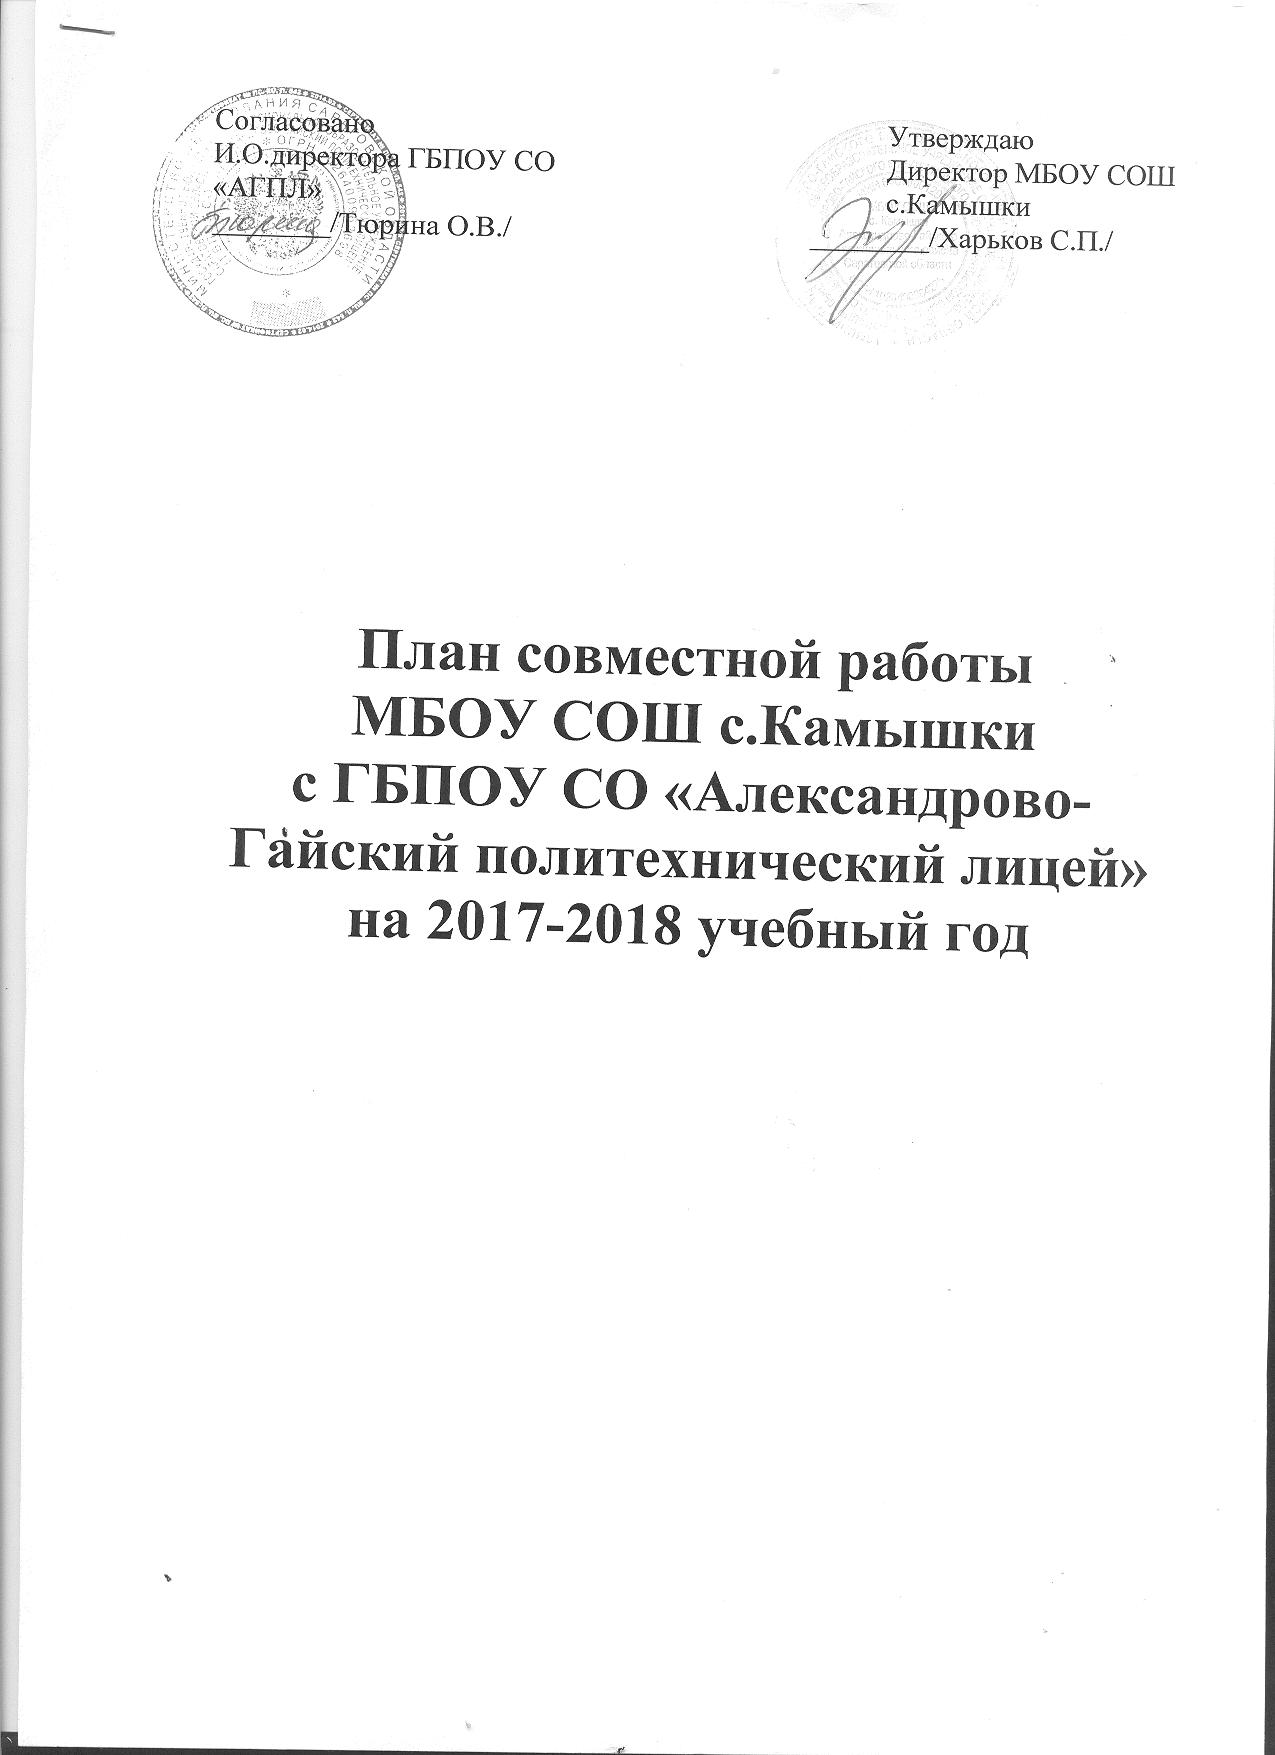 Согласовано
И.О.директора ГБПОУ СО
«АГПЛ»
/Тюрина О.В./
Утверждаю
Директор МБОУ СОШ
с.Камышки
/Харьков С.П./
План совместной работы
МБОУ СОШ с.Камышки
с ГБПОУ СО «Александрово-
Гайский политехнический лицей»
на 2017-2018 учебный год